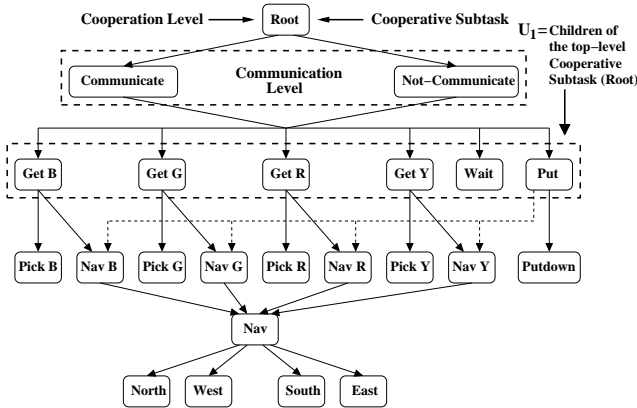 Cooperation Level
Root
Cooperative Subtask
U1= Children of
the top−level
Cooperative
Subtask (Root)
Communicate
Communication
Level
Not−Communicate
Get B
Get G
Get R
Get Y
Wait
Put
Pick B
Nav B
Pick G
Nav G
Pick R
Nav R
Pick Y
Nav Y
Putdown
Nav
North
West
South
East